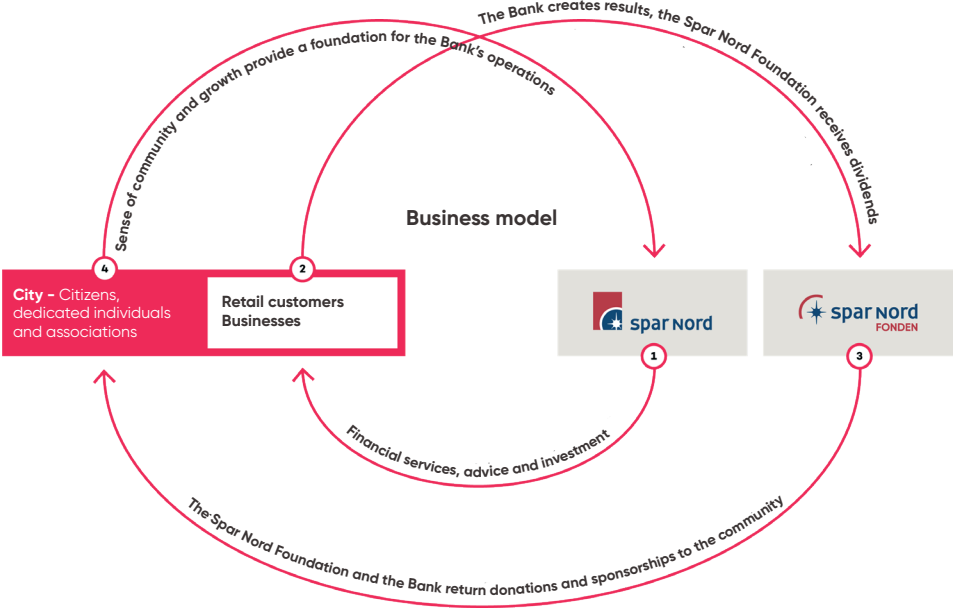 The Bank creates results, the Spar Nord Foundation receives dividends
Sense of community and growth provide a foundation for the Bank's operations
Business model
4
2
City - Citizens,
dedicated individuals
and associations
Retail customers
Businesses
spar nord
spar nord
FONDEN
1
3
Financial services, advice and investment
The Spar Nord Foundation and the Bank return donations and sponsorships to the community